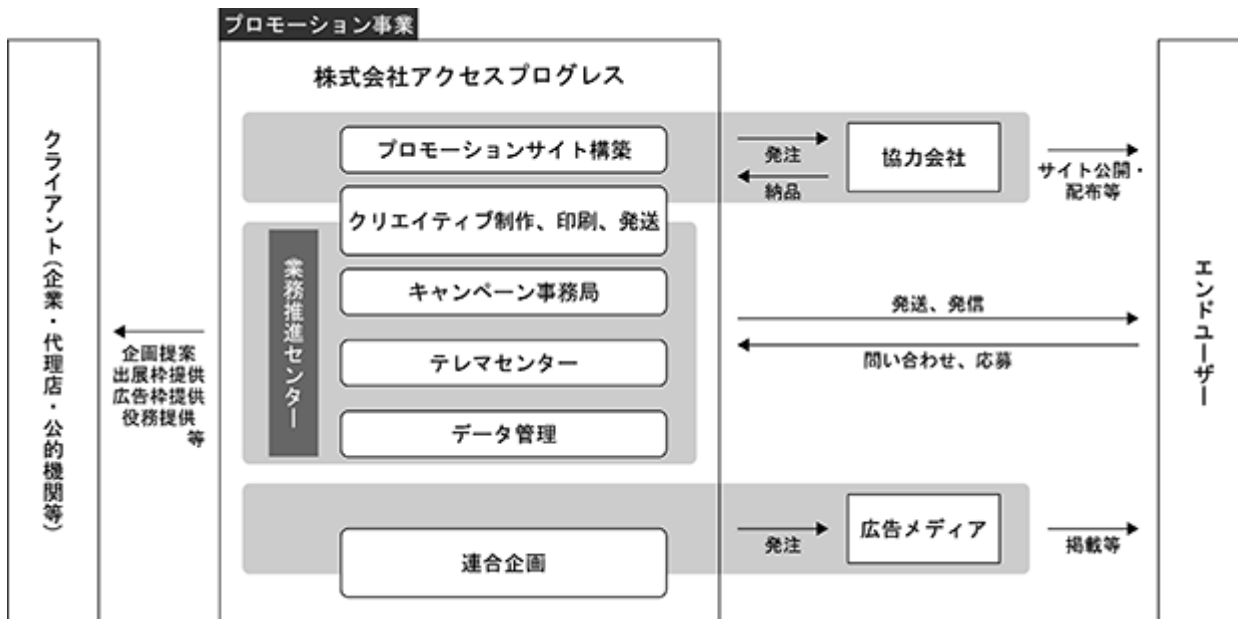 プロモーション事業
株式会社アクセスプログレス
クライアント(企業・代理店・公的機関等)
企画提案
出展枠提供
広告枠提供
役務提供
等
プロモーションサイト構築
クリエイティブ制作、印刷、発送
業務推進センター
キャンペーン事務局
テレマセンター
データ管理
連合企画
発注
納品
協力会社
サイト公開・
配布等
発送、発信
問い合わせ、応募
発注
広告メディア
掲載等
エンドユーザー